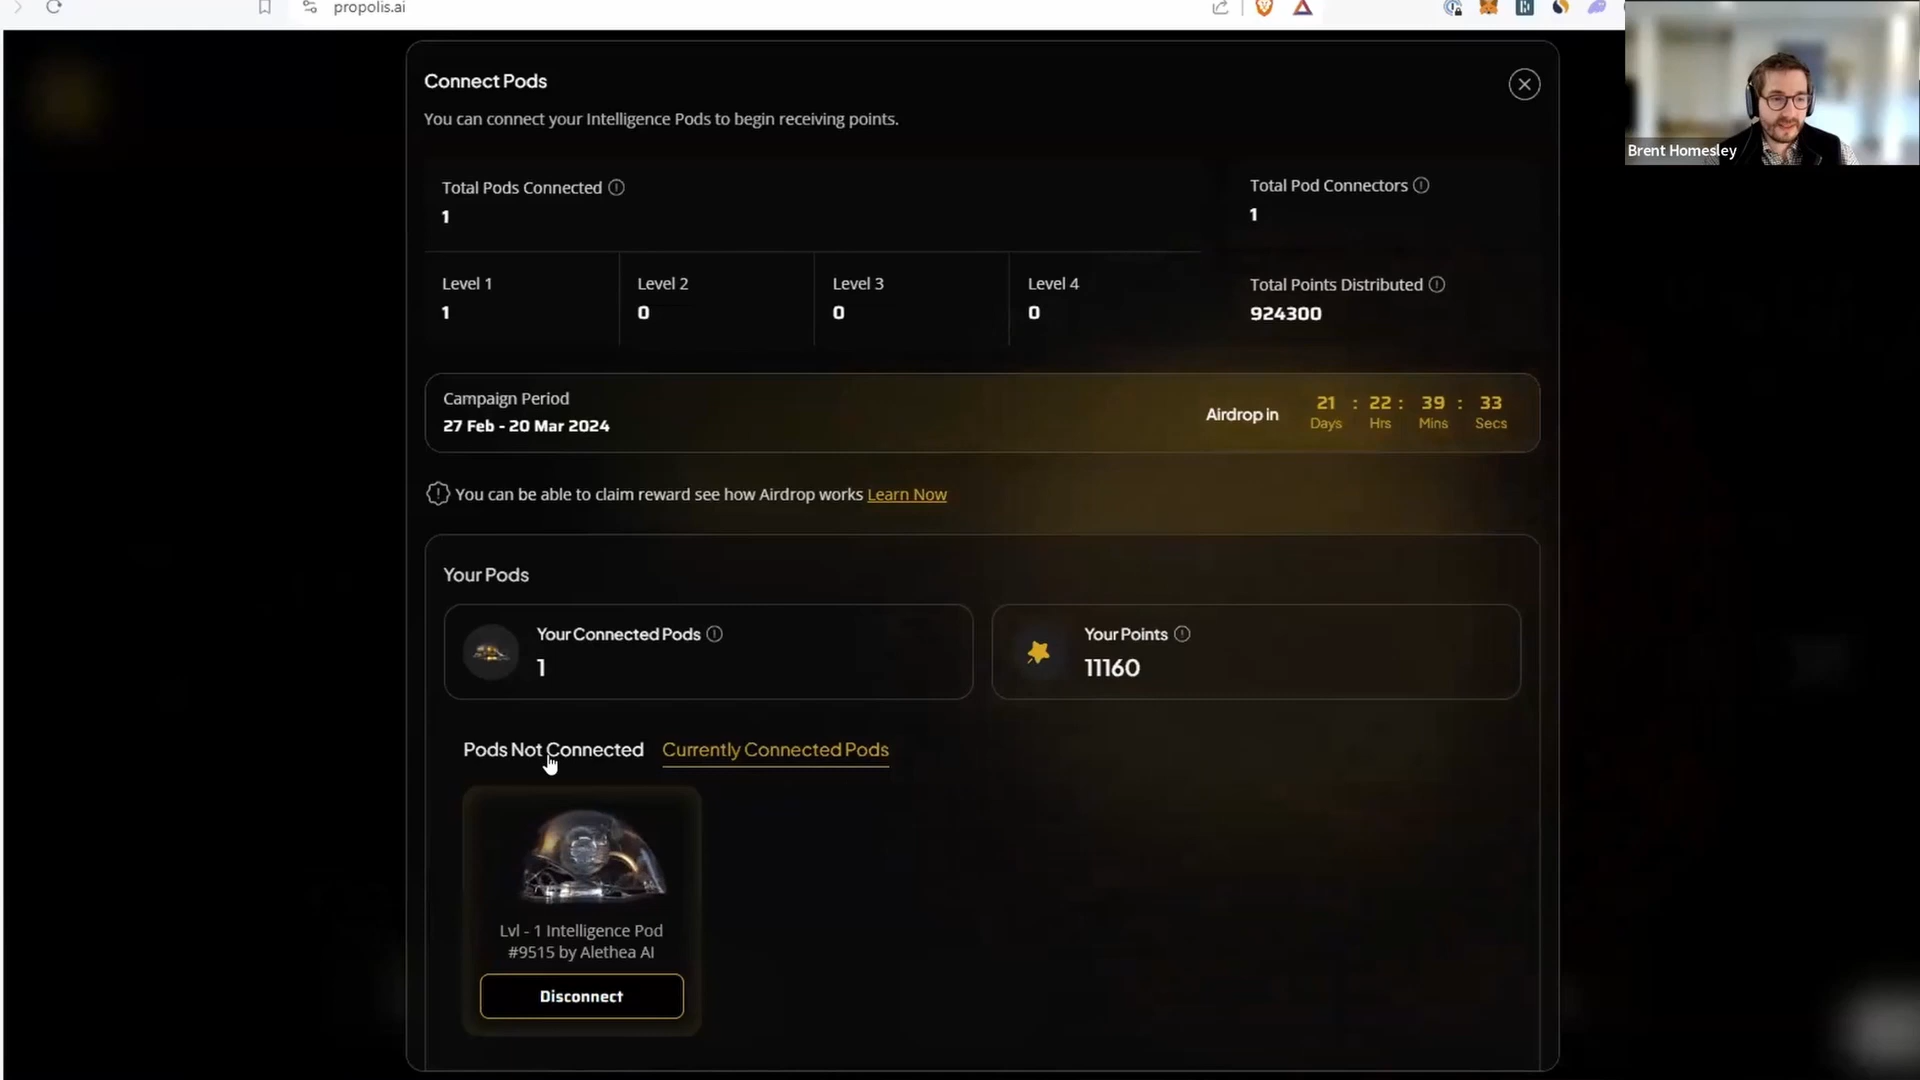 propolis.ai
Connect Pods
You can connect your Intelligence Pods to begin receiving points.
Brent Homesley
Total Pods Connected
1
Total Pod Connectors
1
Level 1
1
Level 2
0
Level 3
0
Level 4
0
Total Points Distributed
924300
Campaign Period
27 Feb - 20 Mar 2024
Airdrop in
21 : 22 : 39 : 33
Days Hrs Mins Secs
You can be able to claim reward see how Airdrop works Learn Now
Your Pods
Your Connected Pods
1
Your Points
11160
Pods Not Connected
Currently Connected Pods
Lvl - 1 Intelligence Pod
#9515 by Alethea AI
Disconnect